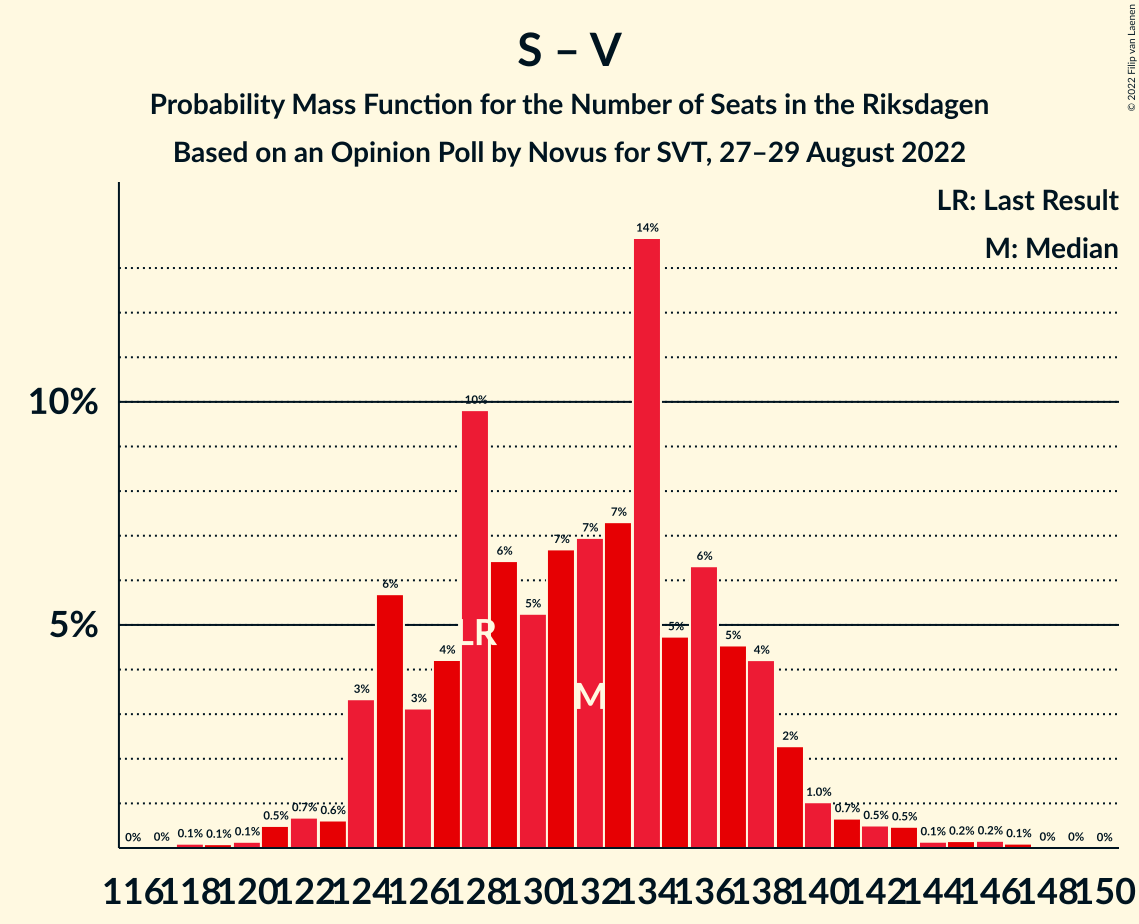 S – V
Probability Mass Function for the Number of Seats in the Riksdagen
Based on an Opinion Poll by Novus for SVT, 27–29 August 2022
© 2022 Filip van Laenen
LR: Last Result
M: Median
10%
5%
0% 0% 0.1% 0.1% 0.1% 0.5% 0.7% 0.6% 3% 6% 3% 4% 10% 6% 5% 7% 7% 7% 14% 5% 6% 5% 4% 2% 1.0% 0.7% 0.5% 0.5% 0.1% 0.2% 0.2% 0.1% 0% 0% 0%
LR
M
116 118 120 122 124 126 128 130 132 134 136 138 140 142 144 146 148 150